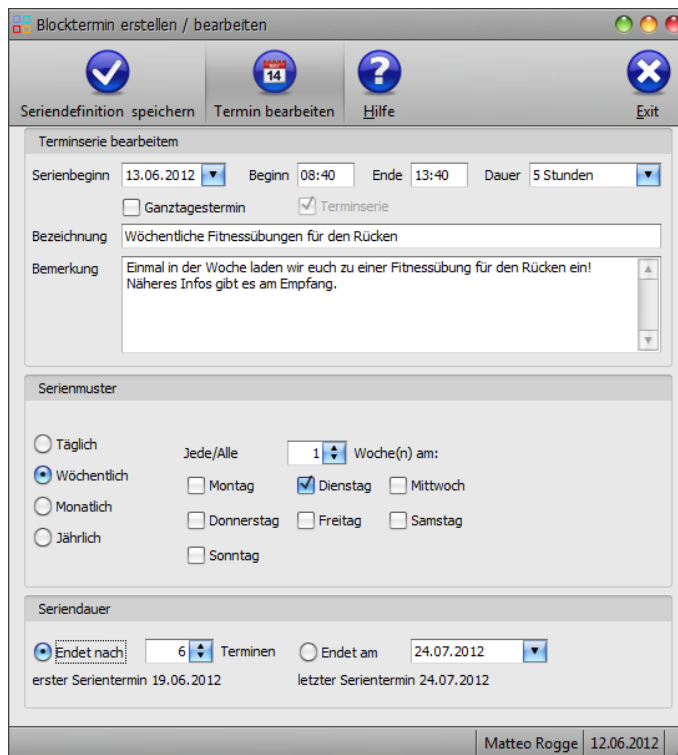 Blocktermin erstellen / bearbeiten
Seriendefinition speichern
14
Termin bearbeiten
Hilfe
Exit
Terminserie bearbeitem
Serienbeginn 13.06.2012 Beginn 08:40 Ende 13:40 Dauer 5 Stunden
Ganztagestermin Terminserie
Bezeichnung Wöchentliche Fitnessübungen für den Rücken
Bemerkung Einmal in der Woche laden wir euch zu einer Fitnessübung für den Rücken ein!
Näheres Infos gibt es am Empfang.
Serienmuster
Täglich
Wöchentlich
Monatlich
Jährlich
Jede/Alle 1 Woche(n) am:
Montag Dienstag Mittwoch
Donnerstag Freitag Samstag
Sonntag
Seriendauer
Endet nach 6 Terminen Endet am 24.07.2012
erster Serientermin 19.06.2012 letzter Serientermin 24.07.2012
Matteo Rogge 12.06.2012